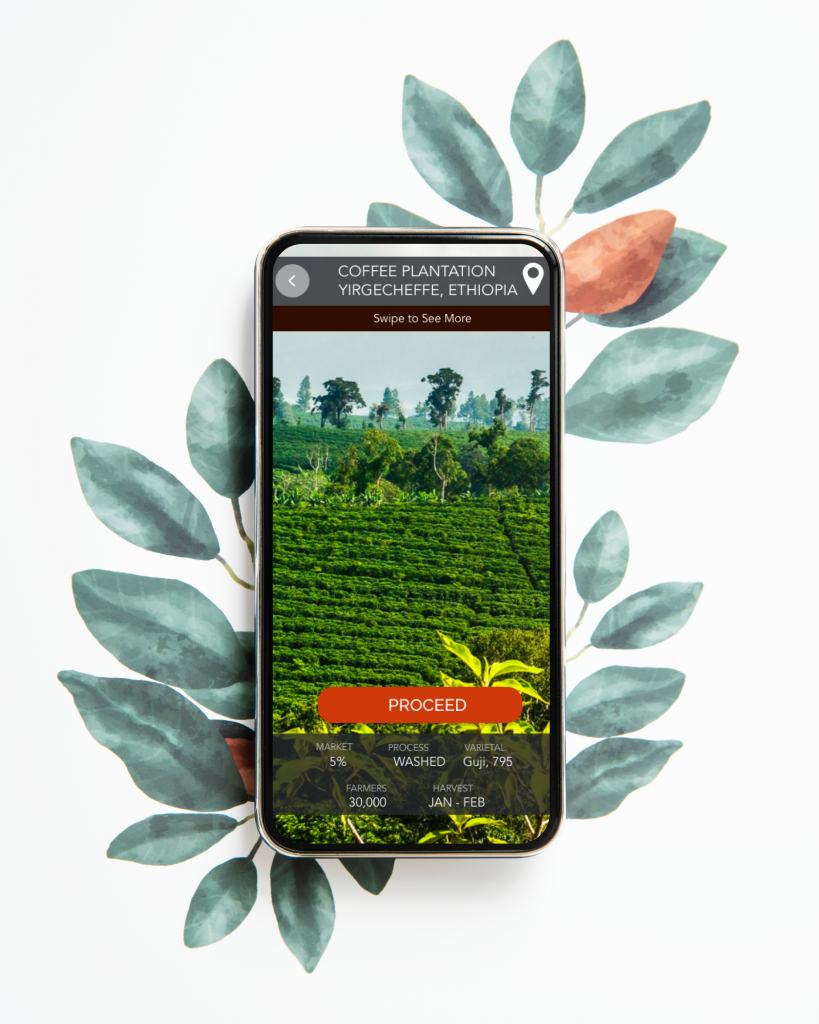 COFFEE PLANTATION
YIRGECHEFFE, ETHIOPIA
Swipe to See More
PROCEED
MARKET PROCESS VARIETAL
5% WASHED Guji, 795
FARMERS HARVEST
30,000 JAN - FEB